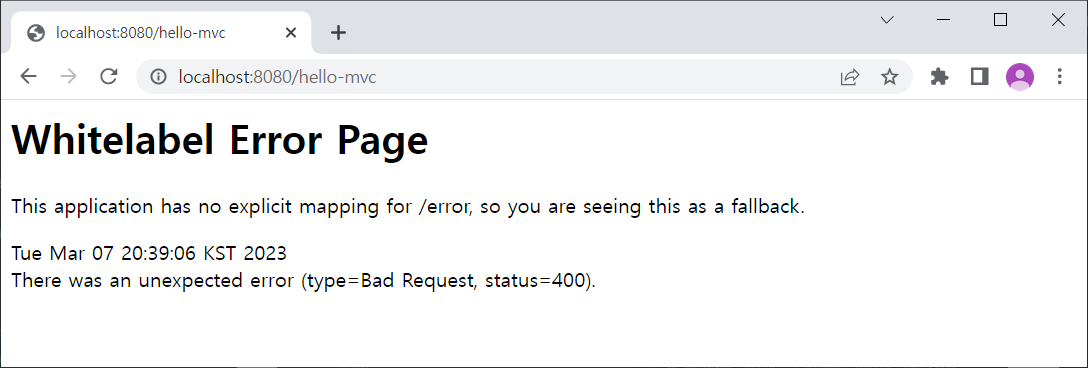 localhost:8080/hello-mvc
localhost:8080/hello-mvc
Whitelabel Error Page
This application has no explicit mapping for /error, so you are seeing this as a fallback.
Tue Mar 07 20:39:06 KST 2023
There was an unexpected error (type=Bad Request, status=400).